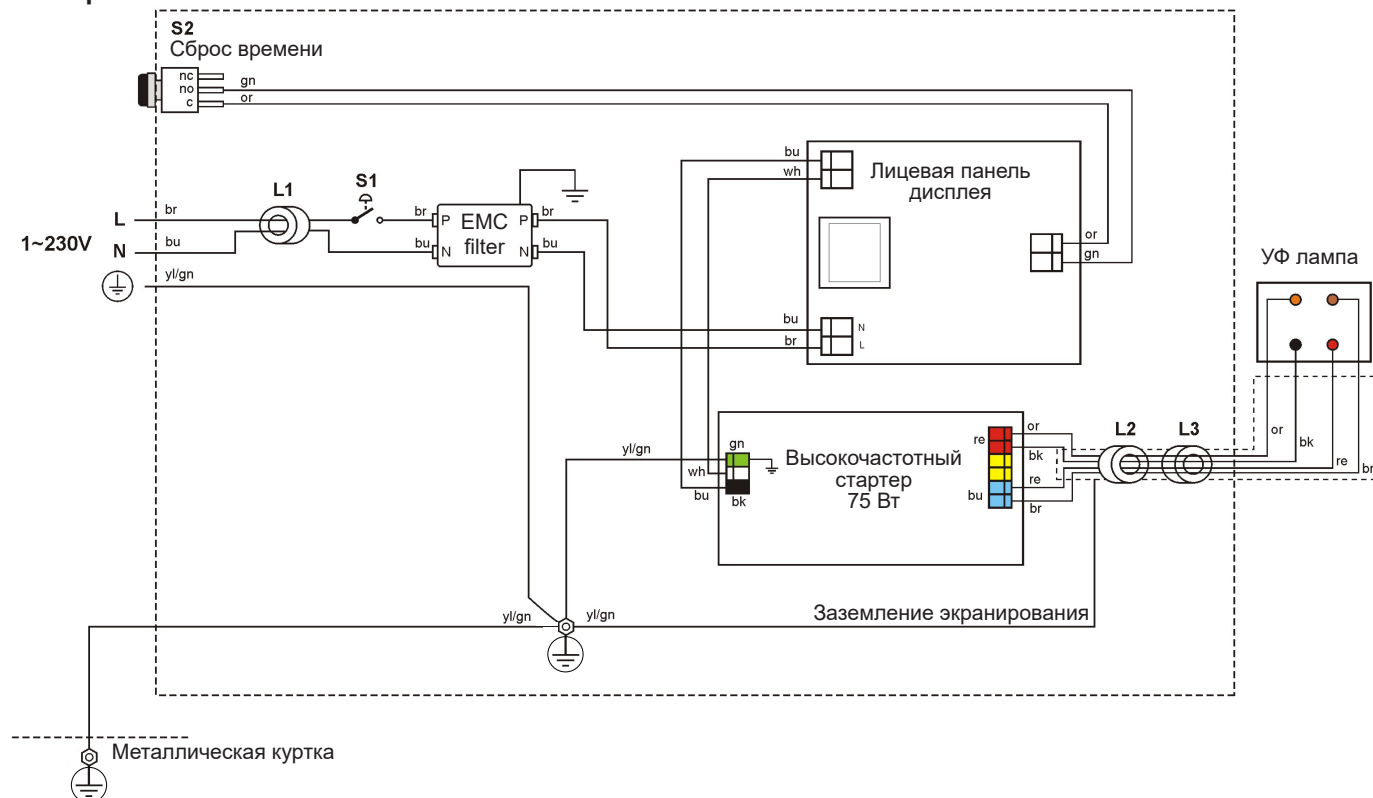 S2
Сброс времени
nc
no
c
gn
or
bu
wh
Лицевая панель
дисплея
L1
S1
L
br
1~230V
N
bu
yl/gn
br
P
EMC
P
br
bu
N
filter
N
bu
or
gn
УФ лампа
bu
N
br
L
or
L2
L3
or
bk
re
br
yl/gn
gn
wh
bu
bk
Высокочастотный
стартер
75 Вт
re
bk
re
bu
br
yl/gn
yl/gn
Заземление экранирования
Металлическая куртка